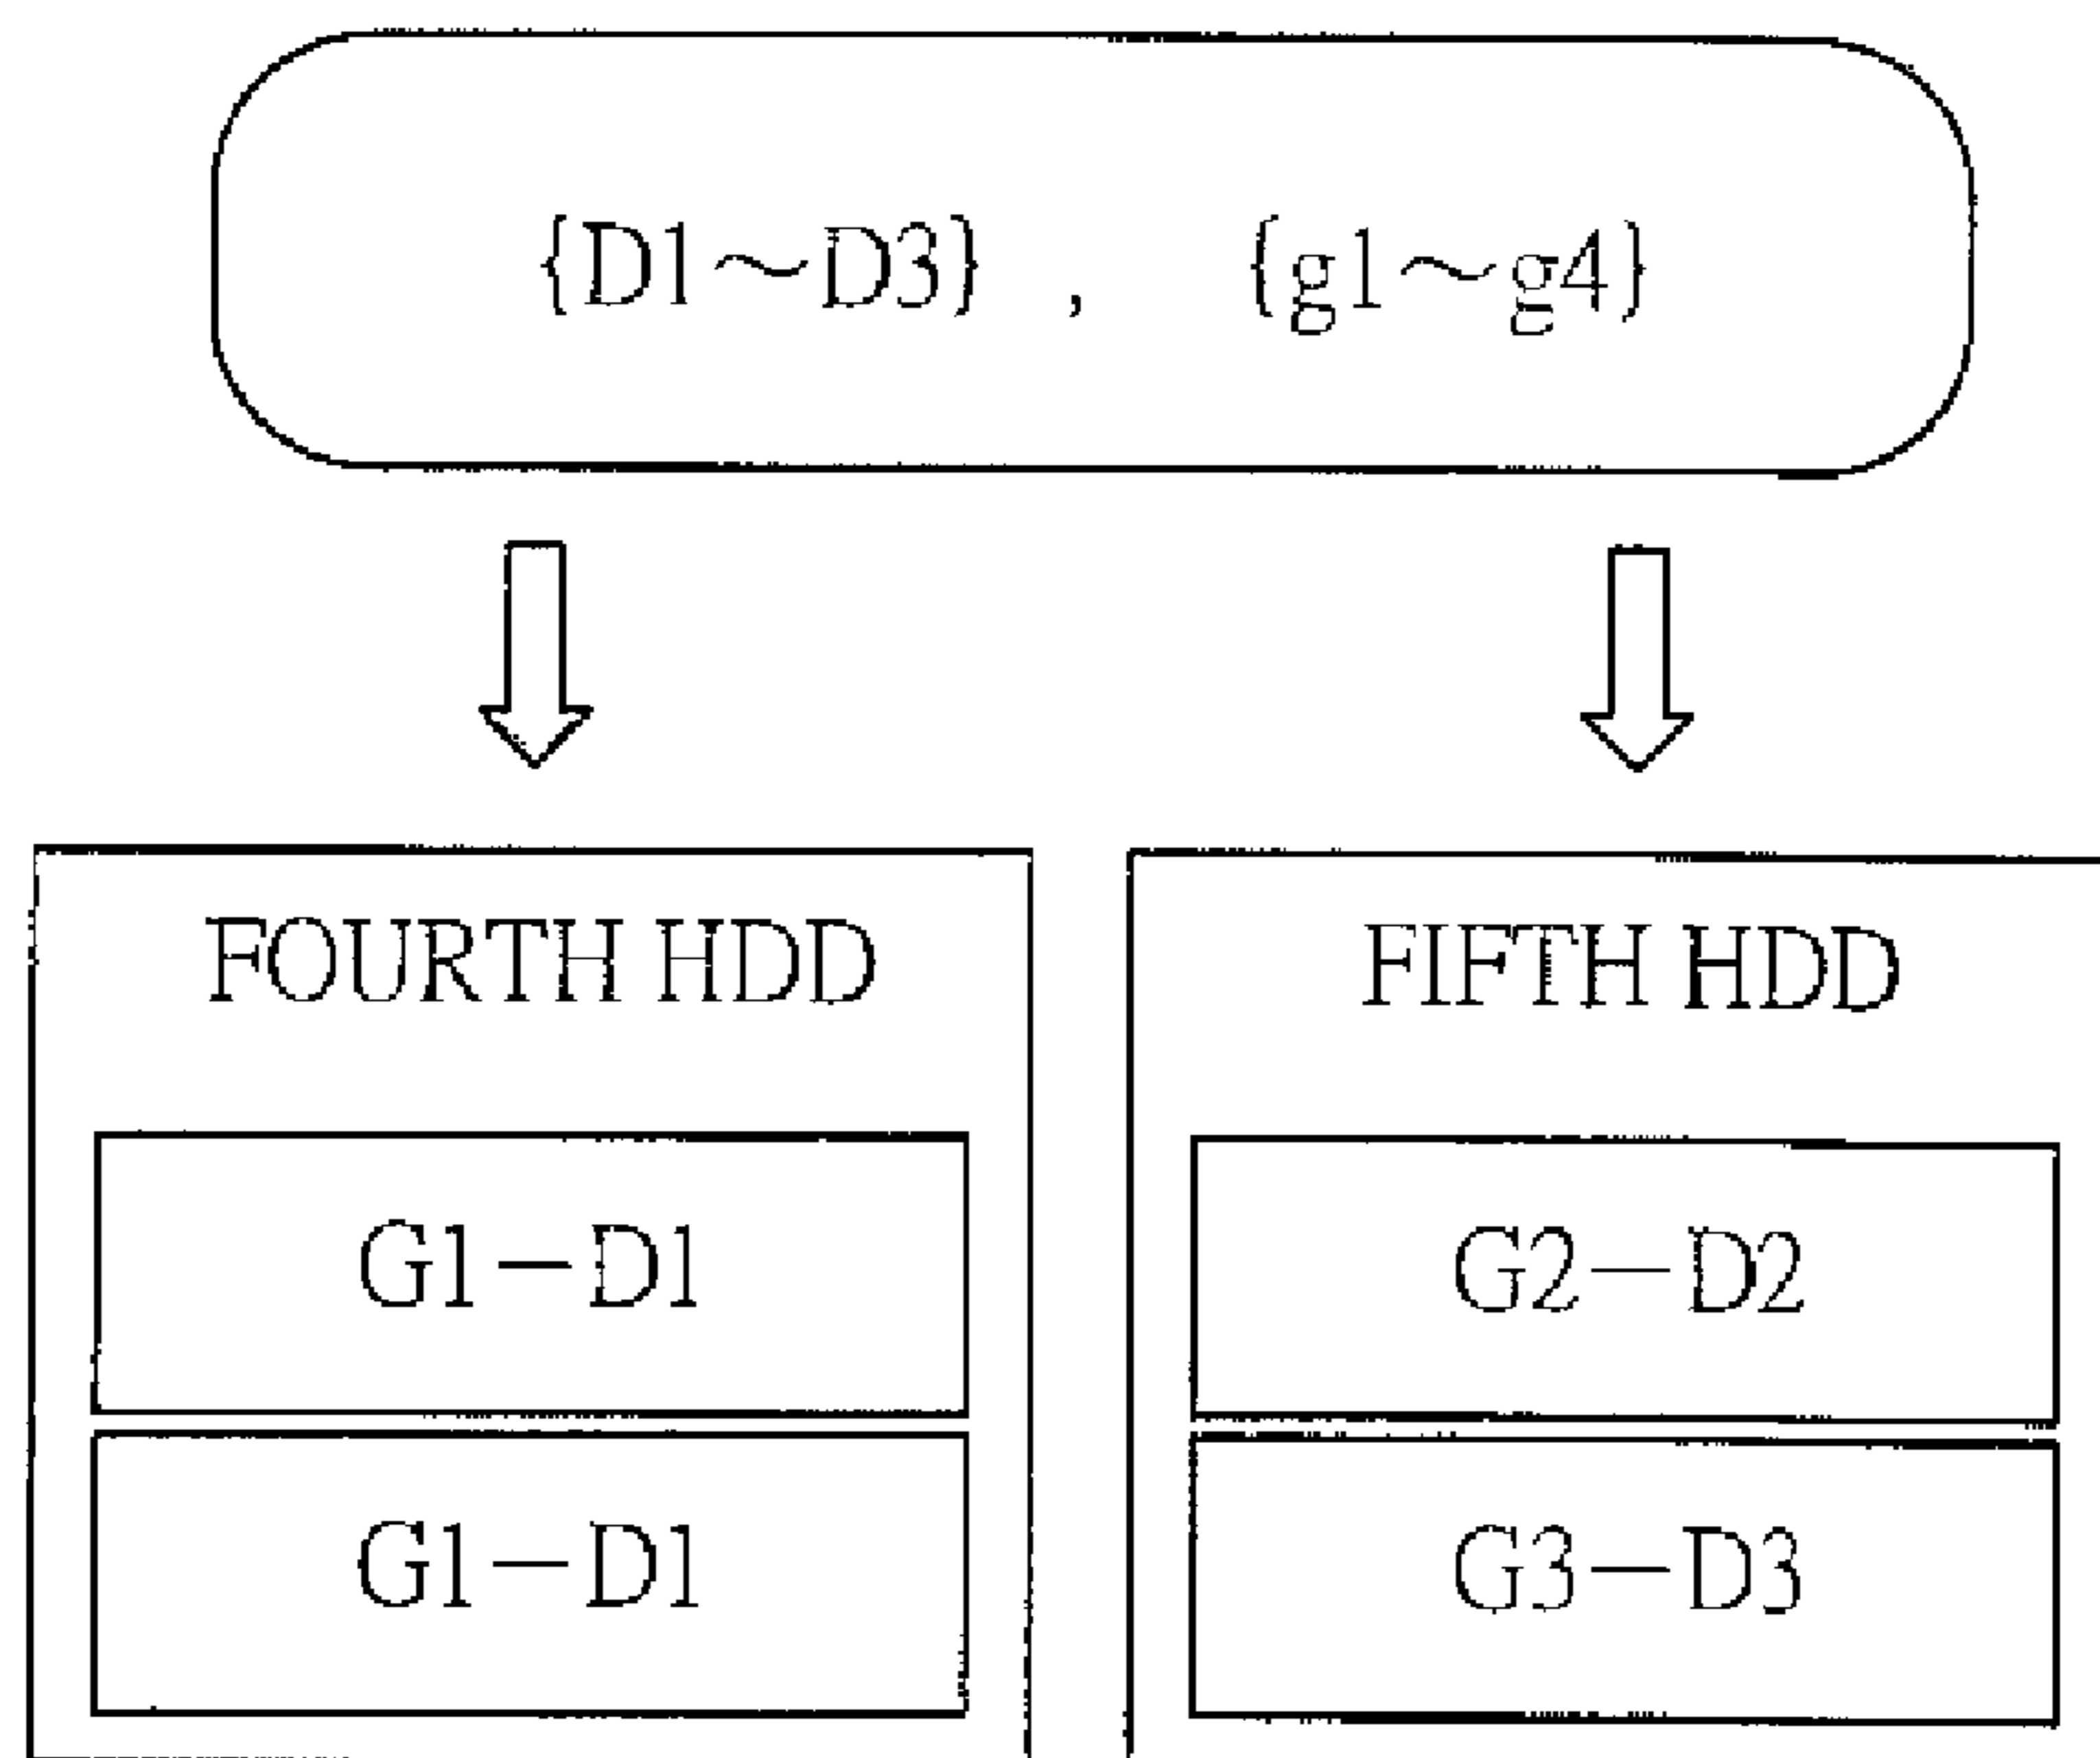 {D1～D3} , {g1～g4}
FOURTH HDD
G1－D1
G1－D1
FIFTH HDD
G2－D2
G3－D3